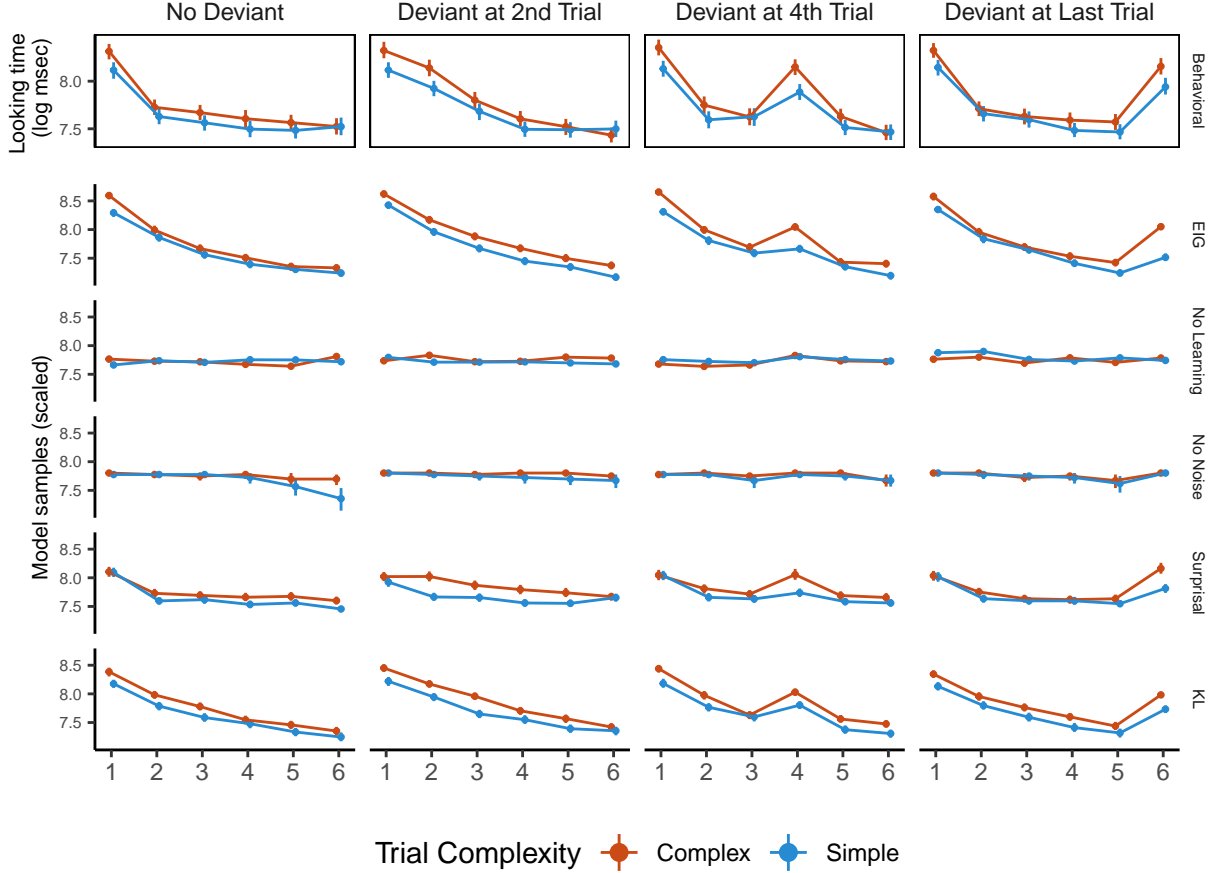 No Deviant Deviant at 2nd Trial Deviant at 4th Trial Deviant at Last Trial
Looking time
(log msec)
8.0
7.5
Behavioral
Model samples (scaled)
8.5
8.0
7.5
EIG
8.5
8.0
7.5
No Learning
8.5
8.0
7.5
No Noise
8.5
8.0
7.5
Surprisal
8.5
8.0
7.5
KL
1 2 3 4 5 6 1 2 3 4 5 6 1 2 3 4 5 6 1 2 3 4 5 6
Trial Complexity Complex Simple